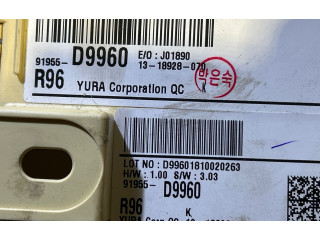 91955- D9960 E/O : J01890
13-18928-070
R96 YURA Corporation QC
박은숙
LOT NO : D99601810020263
H/W : 1.00 S/W : 3.03
91955- D9960
R96 K